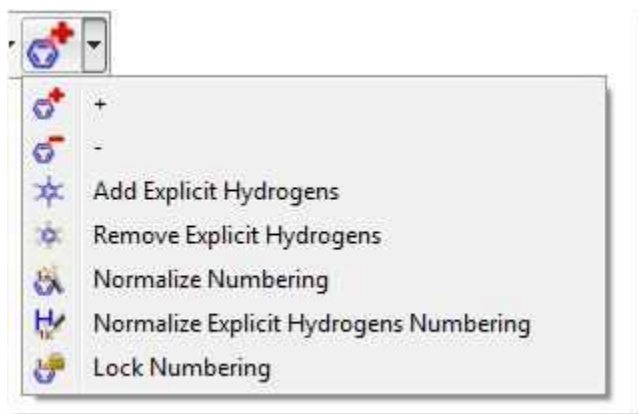 +
-
Add Explicit Hydrogens
Remove Explicit Hydrogens
Normalize Numbering
Normalize Explicit Hydrogens Numbering
Lock Numbering